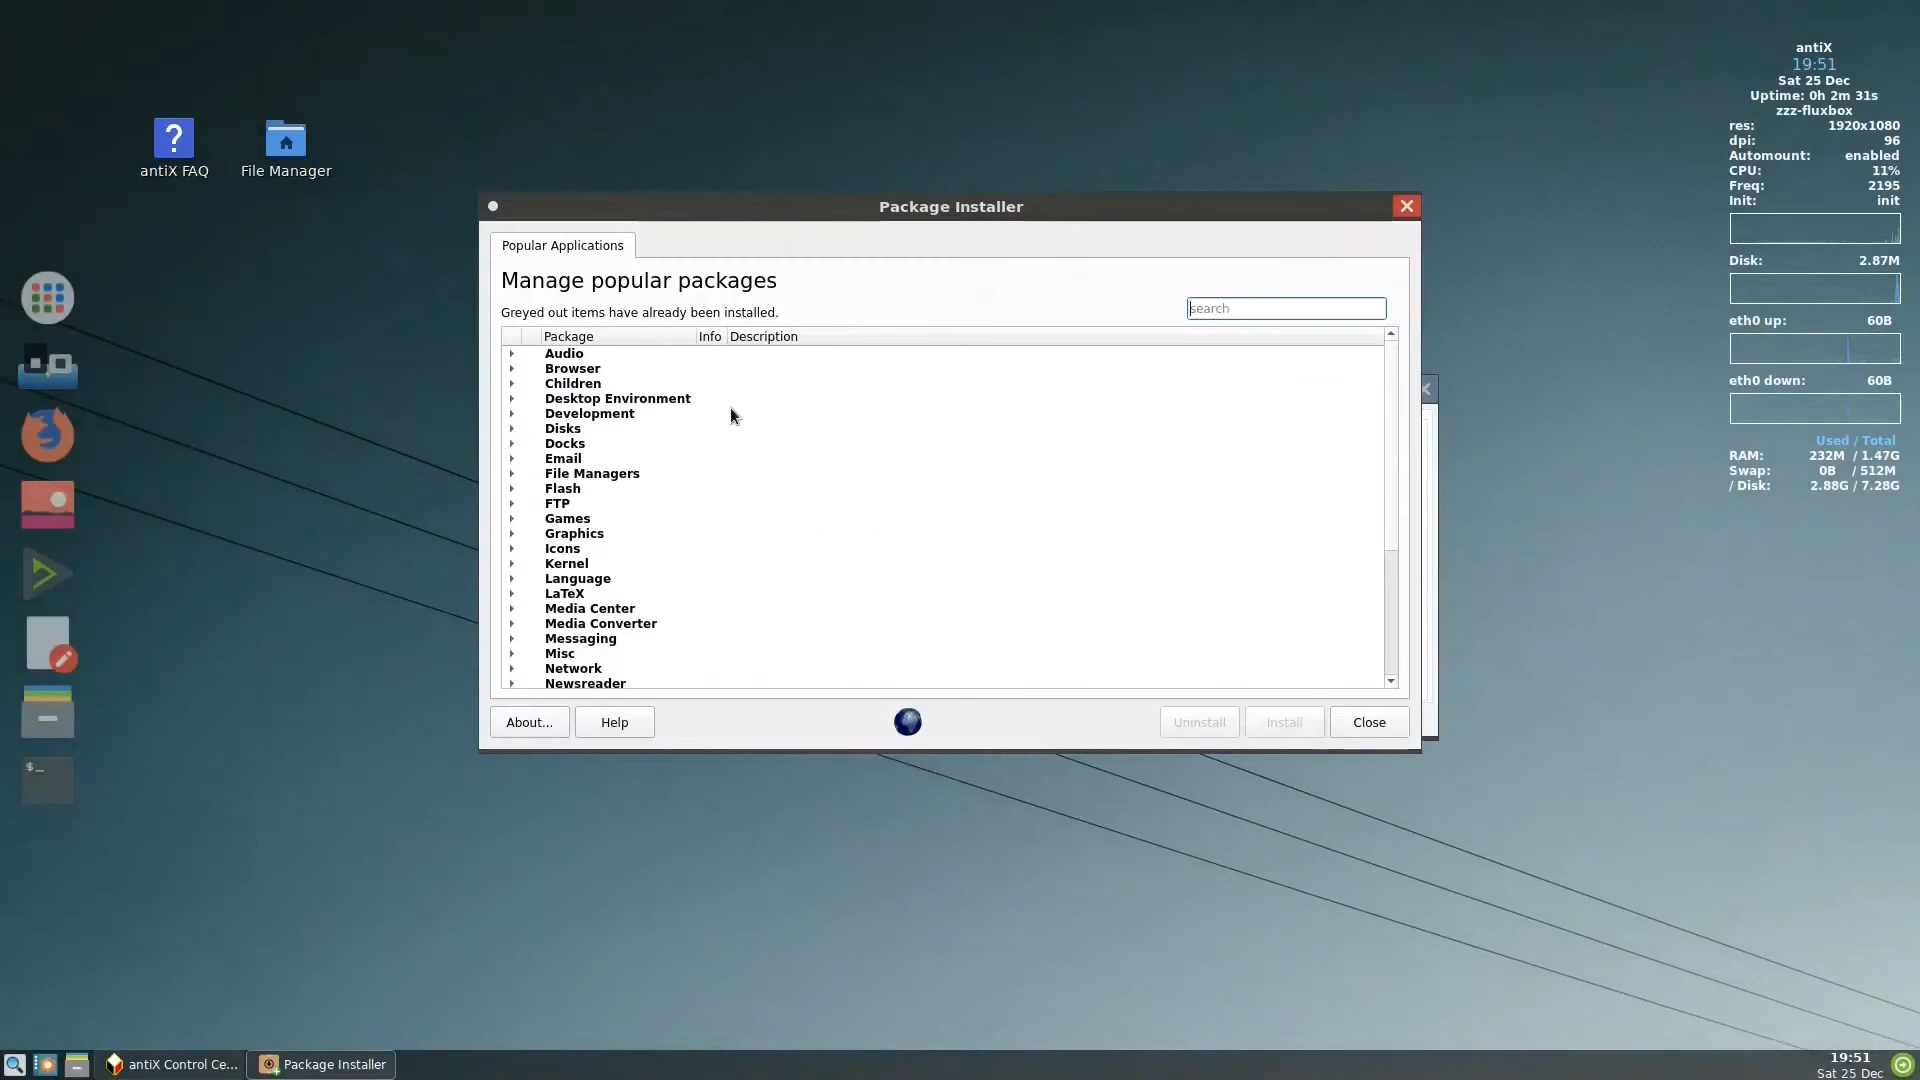 antiX
19:51
Sat 25 Dec
Uptime: 0h 2m 31s
zzz-fluxbox
res: 1920x1080
dpi: 96
Automount: enabled
CPU: 11%
Freq: 2195
Init: init
Disk: 2.87M
eth0 up: 60B
eth0 down: 60B
Used / Total
RAM: 232M / 1.47G
Swap: 0B / 512M
/ Disk: 2.88G / 7.28G
?
antiX FAQ
File Manager
$_
Package Installer
Popular Applications
Manage popular packages
Greyed out items have already been installed.
search
Package Info Description
Audio
Browser
Children
Desktop Environment
Development
Disks
Docks
Email
File Managers
Flash
FTP
Games
Graphics
Icons
Kernel
Language
LaTeX
Media Center
Media Converter
Messaging
Misc
Network
Newsreader
About... Help Uninstall Install Close
antiX Control Ce... Package Installer
19:51
Sat 25 Dec